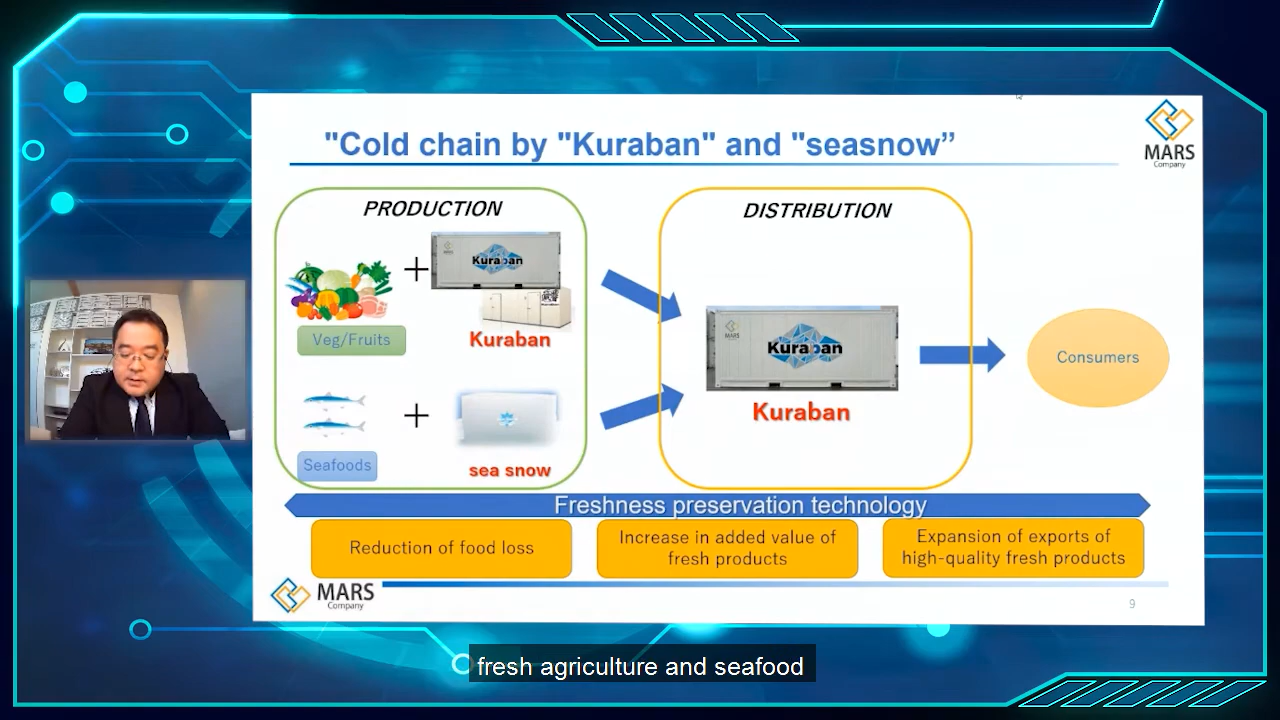 "Cold chain by "Kuraban" and "seasnow”
MARS
Company
PRODUCTION
Kuraban
Veg/Fruits
Kuraban
Seafoods
sea snow
DISTRIBUTION
MARS
Kuraban
Kuraban
Consumers
Freshness preservation technology
Reduction of food loss
Increase in added value of
fresh products
Expansion of exports of
high-quality fresh products
MARS
Company
9
fresh agriculture and seafood